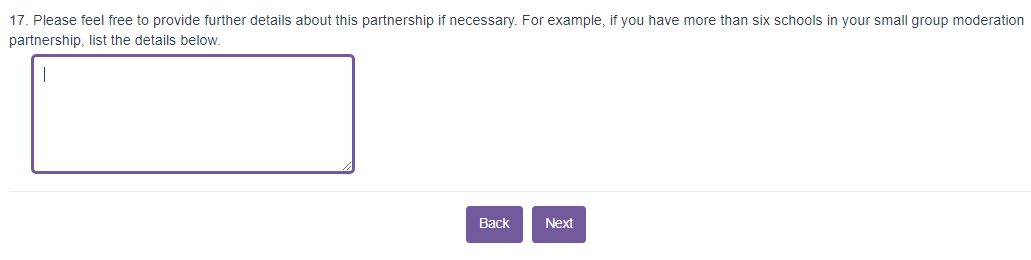 17. Please feel free to provide further details about this partnership if necessary. For example, if you have more than six schools in your small group moderation
partnership, list the details below.
Back Next